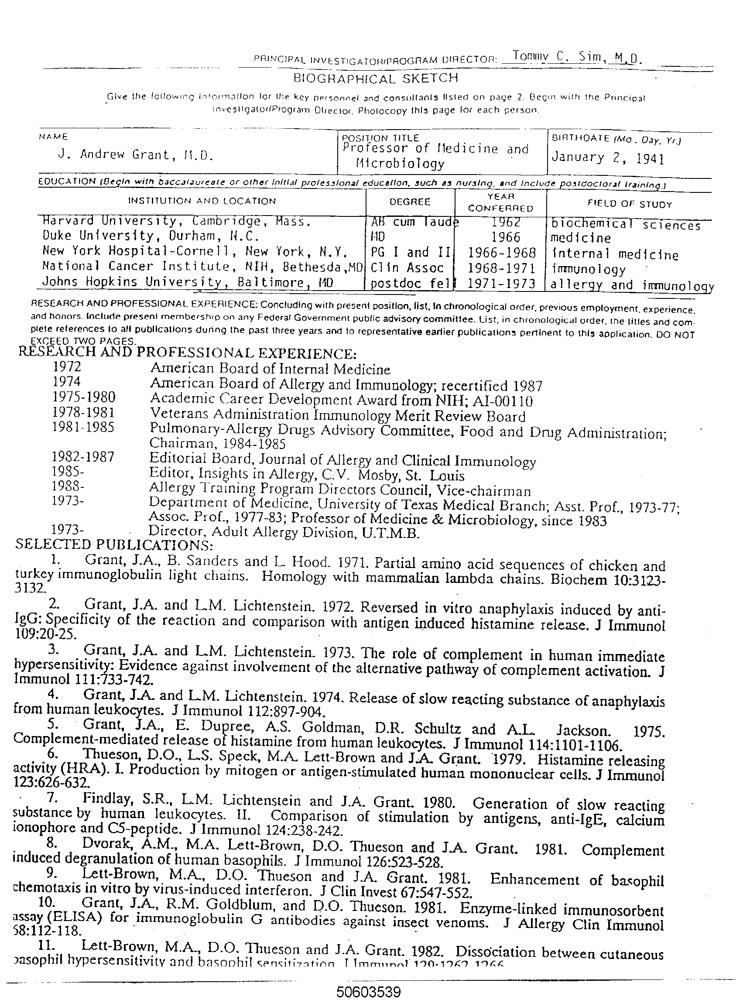 PRINCIPAL INVESTIGATOR/PROGRAM DIRECTOR: Tommy C. Sim, M.D.
BIOGRAPHICAL SKETCH
Give the following information for the key personnel and consultants listed on page 2. Begin with the Principal
Investigator/Program Director. Photocopy this page for each person.
NAME POSITION TITLE BIRTHDATE (Mo., Day, Yr.)
J. Andrew Grant, M.D. Professor of Medicine and Microbiology January 2, 1941
EDUCATION (Begin with baccalaureate or other initial professional education, such as nursing, and include postdoctoral training.)
INSTITUTION AND LOCATION DEGREE YEAR CONFERRED FIELD OF STUDY
Harvard University, Cambridge, Mass. AB cum laude 1962 biochemical sciences
Duke University, Durham, N.C. MD 1966 medicine
New York Hospital-Cornell, New York, N.Y. PG I and II 1966-1968 internal medicine
National Cancer Institute, NIH, Bethesda,MD Clin Assoc 1968-1971 immunology
Johns Hopkins University, Baltimore, MD postdoc fell 1971-1973 allergy and immunology
RESEARCH AND PROFESSIONAL EXPERIENCE: Concluding with present position, list, in chronological order, previous employment, experience,
and honors. Include present membership on any Federal Government public advisory committee. List, in chronological order, the titles and com-
plete references to all publications during the past three years and to representative earlier publications pertinent to this application. DO NOT
EXCEED TWO PAGES.
RESEARCH AND PROFESSIONAL EXPERIENCE:
1972 American Board of Internal Medicine
1974 American Board of Allergy and Immunology; recertified 1987
1975-1980 Academic Career Development Award from NIH; AI-00110
1978-1981 Veterans Administration Immunology Merit Review Board
1981-1985 Pulmonary-Allergy Drugs Advisory Committee, Food and Drug Administration;
Chairman, 1984-1985
1982-1987 Editorial Board, Journal of Allergy and Clinical Immunology
1985- Editor, Insights in Allergy, C.V. Mosby, St. Louis
1988- Allergy Training Program Directors Council, Vice-chairman
1973- Department of Medicine, University of Texas Medical Branch; Asst. Prof., 1973-77;
Assoc. Prof., 1977-83; Professor of Medicine & Microbiology, since 1983
1973- Director, Adult Allergy Division, U.T.M.B.
SELECTED PUBLICATIONS:
1. Grant, J.A., B. Sanders and L. Hood. 1971. Partial amino acid sequences of chicken and
turkey immunoglobulin light chains. Homology with mammalian lambda chains. Biochem 10:3123-
3132.
2. Grant, J.A. and L.M. Lichtenstein. 1972. Reversed in vitro anaphylaxis induced by anti-
IgG: Specificity of the reaction and comparison with antigen induced histamine release. J Immunol
109:20-25.
3. Grant, J.A. and L.M. Lichtenstein. 1973. The role of complement in human immediate
hypersensitivity: Evidence against involvement of the alternative pathway of complement activation. J
Immunol 111:733-742.
4. Grant, J.A. and L.M. Lichtenstein. 1974. Release of slow reacting substance of anaphylaxis
from human leukocytes. J Immunol 112:897-904.
5. Grant, J.A., E. Dupree, A.S. Goldman, D.R. Schultz and A.L. Jackson. 1975.
Complement-mediated release of histamine from human leukocytes. J Immunol 114:1101-1106.
6. Thueson, D.O., L.S. Speck, M.A. Lett-Brown and J.A. Grant. 1979. Histamine releasing
activity (HRA). I. Production by mitogen or antigen-stimulated human mononuclear cells. J Immunol
123:626-632.
7. Findlay, S.R., L.M. Lichtenstein and J.A. Grant. 1980. Generation of slow reacting
substance by human leukocytes. II. Comparison of stimulation by antigens, anti-IgE, calcium
ionophore and C5-peptide. J Immunol 124:238-242.
8. Dvorak, A.M., M.A. Lett-Brown, D.O. Thueson and J.A. Grant. 1981. Complement
induced degranulation of human basophils. J Immunol 126:523-528.
9. Lett-Brown, M.A., D.O. Thueson and J.A. Grant. 1981. Enhancement of basophil
chemotaxis in vitro by virus-induced interferon. J Clin Invest 67:547-552.
10. Grant, J.A., R.M. Goldblum, and D.O. Thueson. 1981. Enzyme-linked immunosorbent
assay (ELISA) for immunoglobulin G antibodies against insect venoms. J Allergy Clin Immunol
58:112-118.
11. Lett-Brown, M.A., D.O. Thueson and J.A. Grant. 1982. Dissociation between cutaneous
basophil hypersensitivity and basophil sensitization. J Immunol
50603539